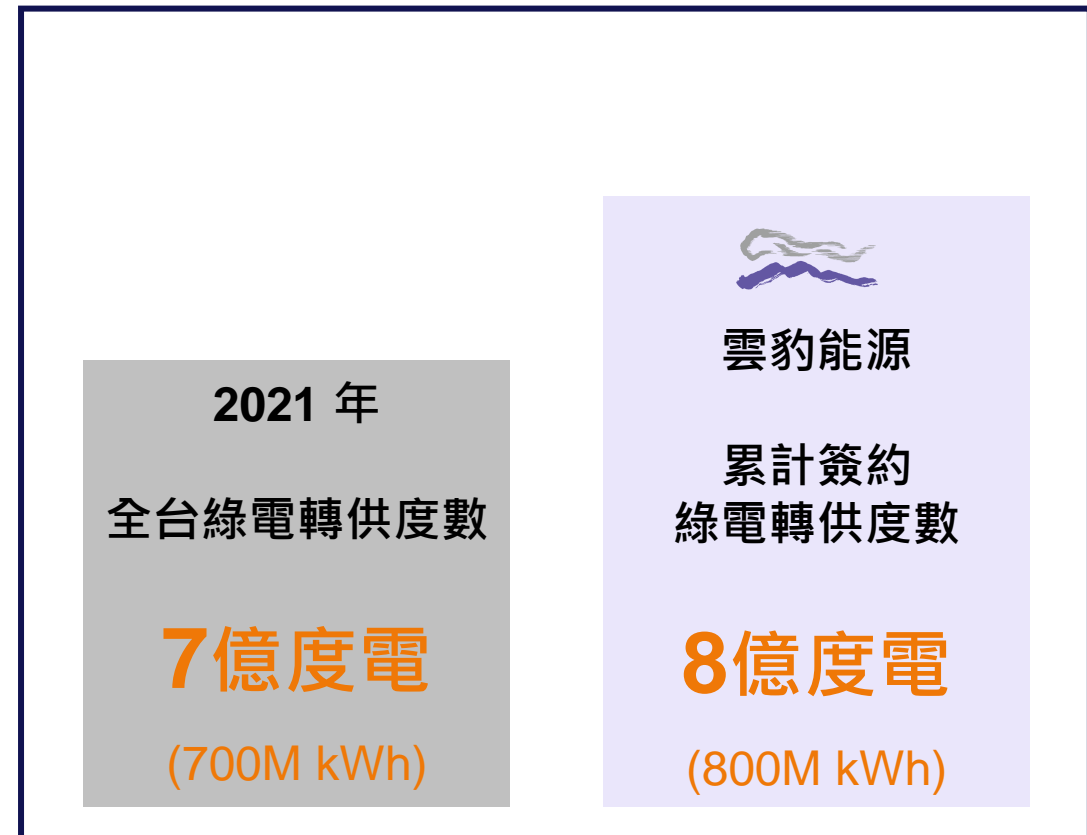 2021 年
全台綠電轉供度數
7億度電
(700M kWh)
雲豹能源
累計簽約
綠電轉供度數
8億度電
(800M kWh)